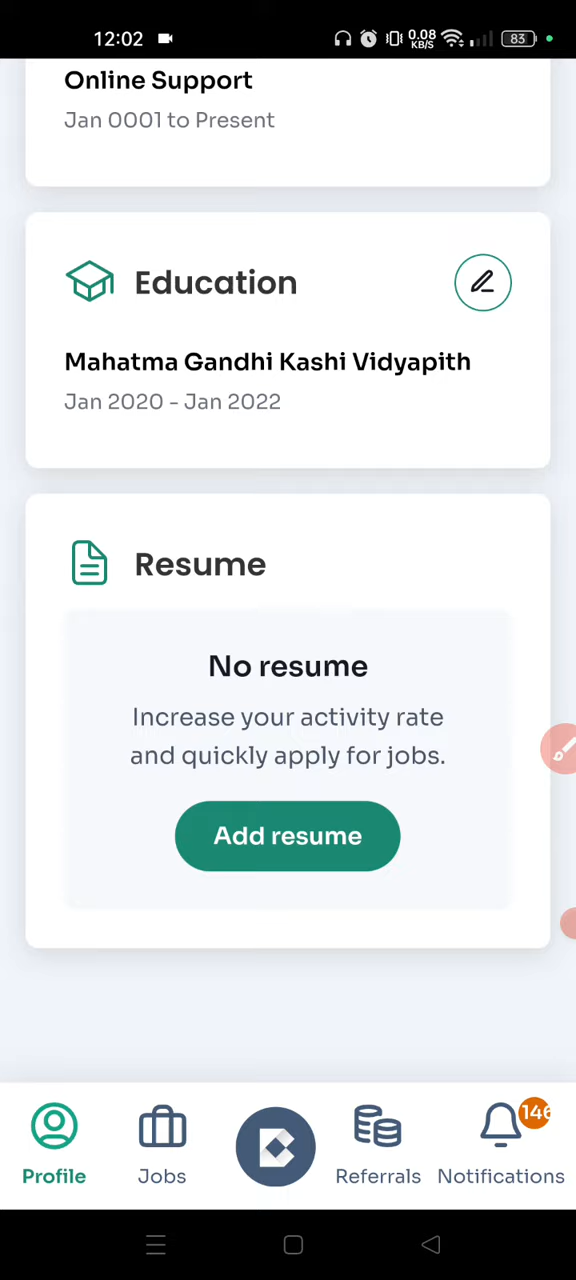 12:02
0.08
KB/S
83
Online Support
Jan 0001 to Present
Education
Mahatma Gandhi Kashi Vidyapith
Jan 2020 - Jan 2022
Resume
No resume
Increase your activity rate
and quickly apply for jobs.
Add resume
146
Profile
Jobs
Referrals
Notifications